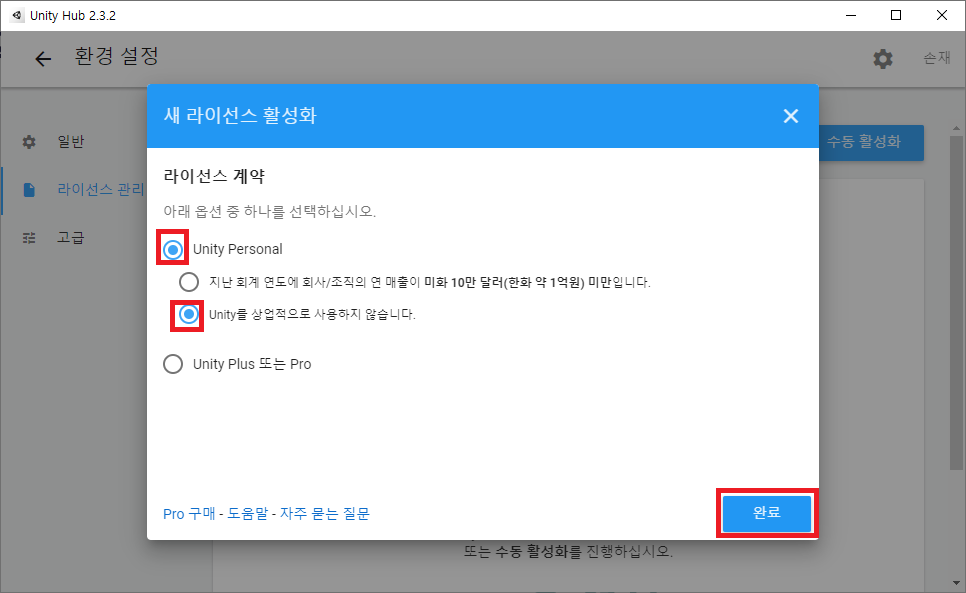 Unity Hub 2.3.2
환경 설정
손재
일반
라이선스 관리
고급
수동 활성화
새 라이선스 활성화
라이선스 계약
아래 옵션 중 하나를 선택하십시오.
Unity Personal
지난 회계 연도에 회사/조직의 연 매출이 미화 10만 달러(한화 약 1억원) 미만입니다.
Unity를 상업적으로 사용하지 않습니다.
Unity Plus 또는 Pro
Pro 구매 - 도움말 - 자주 묻는 질문
완료
또는 수동 활성화를 진행하십시오.